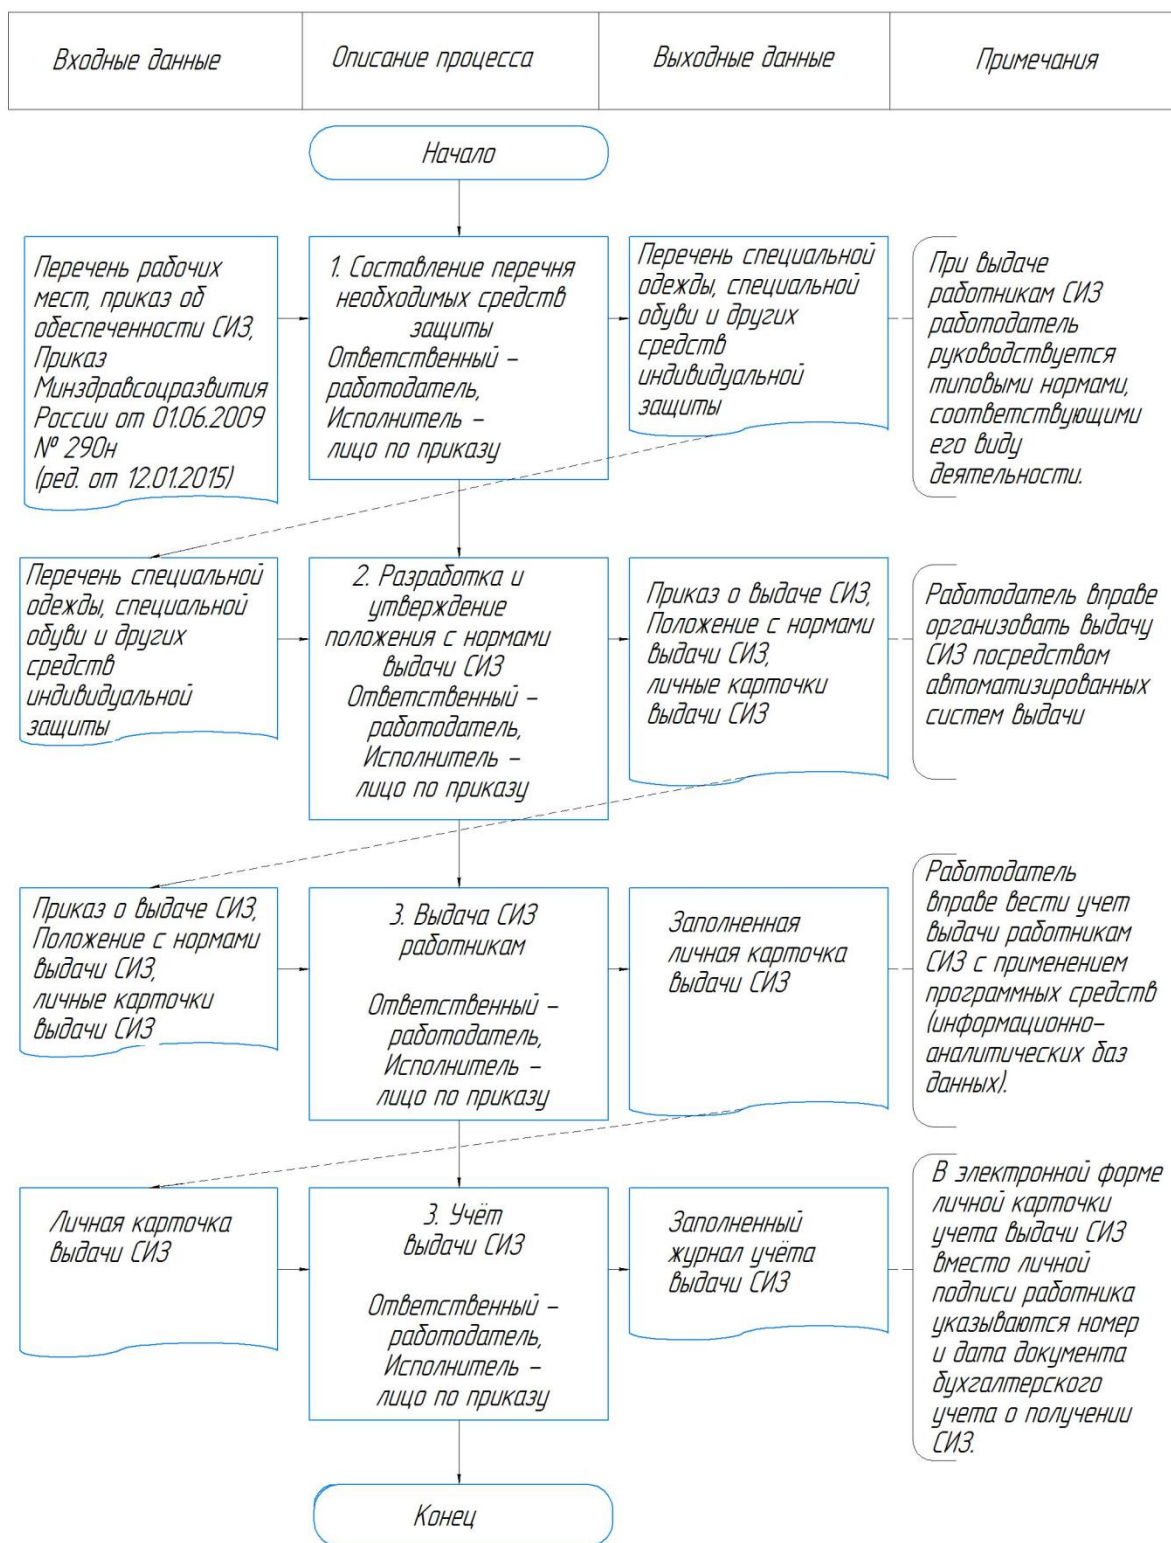 Входные данные
Описание процесса
Выходные данные
Примечания
Начало
Перечень рабочих
мест, приказ об
обеспеченности СИЗ,
Приказ
Минздравсоцразвития
России от 01.06.2009
№ 290н
(ред. от 12.01.2015)
1. Составление перечня
необходимых средств
защиты
Ответственный –
работодатель,
Исполнитель –
лицо по приказу
Перечень специальной
одежды, специальной
обуви и других
средств
индивидуальной
защиты
При выдаче
работникам СИЗ
работодатель
руководствуется
типовыми нормами,
соответствующими
его виду
деятельности.
Перечень специальной
одежды, специальной
обуви и других
средств
индивидуальной
защиты
2. Разработка и
утверждение
положения с нормами
выдачи СИЗ
Ответственный –
работодатель,
Исполнитель –
лицо по приказу
Приказ о выдаче СИЗ,
Положение с нормами
выдачи СИЗ,
личные карточки
выдачи СИЗ
Работодатель вправе
организовать выдачу
СИЗ посредством
автоматизированных
систем выдачи
Приказ о выдаче СИЗ,
Положение с нормами
выдачи СИЗ,
личные карточки
выдачи СИЗ
3. Выдача СИЗ
работникам
Ответственный –
работодатель,
Исполнитель –
лицо по приказу
Заполненная
личная карточка
выдачи СИЗ
Работодатель
вправе вести учет
выдачи работникам
СИЗ с применением
программных средств
(информационно-
аналитических баз
данных).
Личная карточка
выдачи СИЗ
3. Учёт
выдачи СИЗ
Ответственный –
работодатель,
Исполнитель –
лицо по приказу
Заполненный
журнал учёта
выдачи СИЗ
В электронной форме
личной карточки
учета выдачи СИЗ
вместо личной
подписи работника
указываются номер
и дата документа
бухгалтерского
учета о получении
СИЗ.
Конец